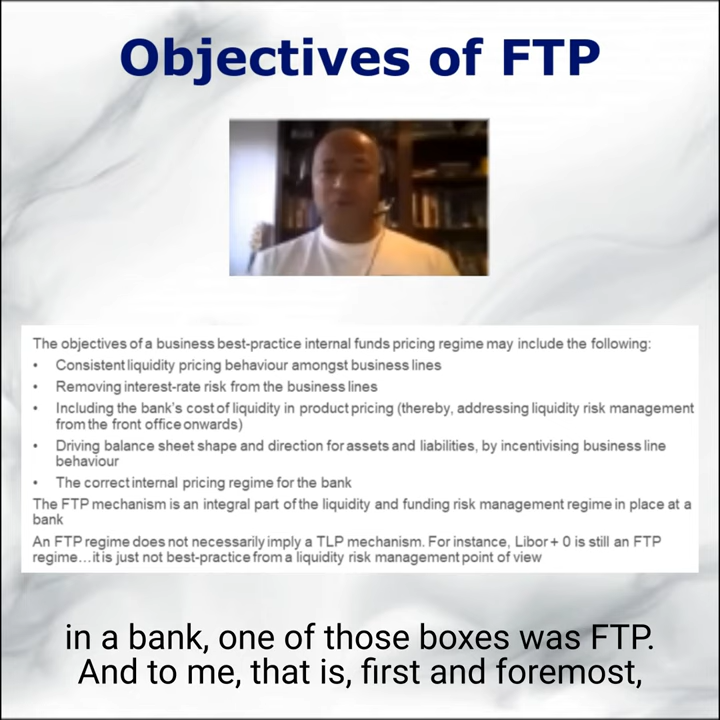 Objectives of FTP
The objectives of a business best-practice internal funds pricing regime may include the following:
• Consistent liquidity pricing behaviour amongst business lines
• Removing interest-rate risk from the business lines
• Including the bank's cost of liquidity in product pricing (thereby, addressing liquidity risk management
from the front office onwards)
• Driving balance sheet shape and direction for assets and liabilities, by incentivising business line
behaviour
• The correct internal pricing regime for the bank
The FTP mechanism is an integral part of the liquidity and funding risk management regime in place at a
bank
An FTP regime does not necessarily imply a TLP mechanism. For instance, Libor + 0 is still an FTP
regime…it is just not best-practice from a liquidity risk management point of view
in a bank, one of those boxes was FTP.
And to me, that is, first and foremost,